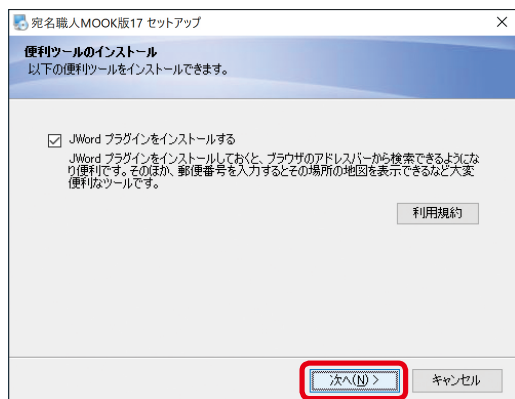 宛名職人MOOK版17 セットアップ
便利ツールのインストール
以下の便利ツールをインストールできます。
JWord プラグインをインストールする
JWord プラグインをインストールしておくと、ブラウザのアドレスバーから検索できるようにな
り便利です。そのほか、郵便番号を入力するとその場所の地図を表示できるなど大変
便利なツールです。
利用規約
次へ(N) >
キャンセル